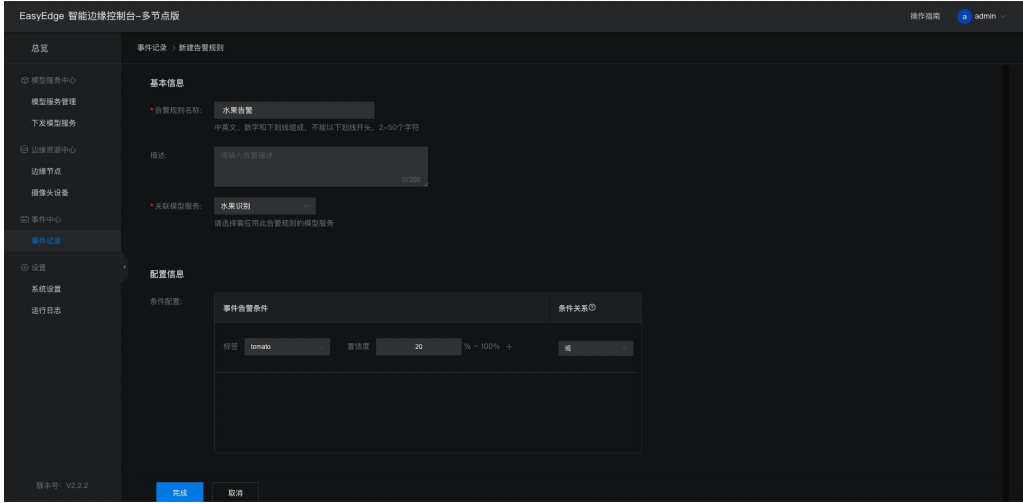 EasyEdge 智能边缘控制台-多节点版
操作指南 a admin
总览
事件记录 > 新建告警规则
模型服务中心
模型服务管理
下发模型服务
边缘资源中心
边缘节点
摄像头设备
事件中心
事件记录
设置
系统设置
运行日志
版本号: V2.2.2
基本信息
*告警规则名称: 水果告警
中英文、数字和下划线组成，不能以下划线开头，2-50个字符
描述: 请输入告警描述
0/200
*关联模型服务: 水果识别
请选择需应用此告警规则的模型服务
配置信息
条件配置:
事件告警条件 条件关系?
标签 tomato 置信度 20 % - 100% + 或
完成 取消